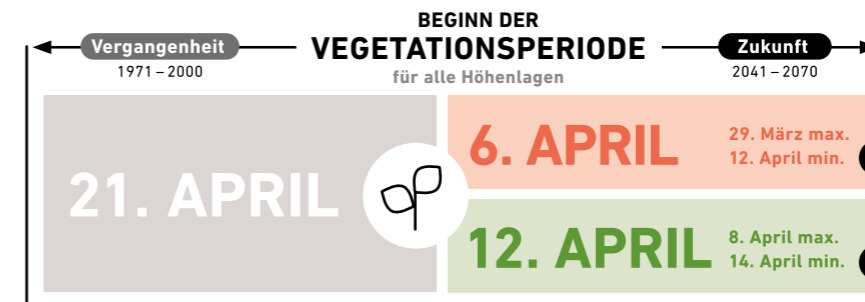 BEGINN DER
VEGETATIONSPERIODE
für alle Höhenlagen
Vergangenheit
1971 – 2000
Zukunft
2041 – 2070
21. APRIL
6. APRIL
29. März max.
12. April min.
12. APRIL
8. April max.
14. April min.